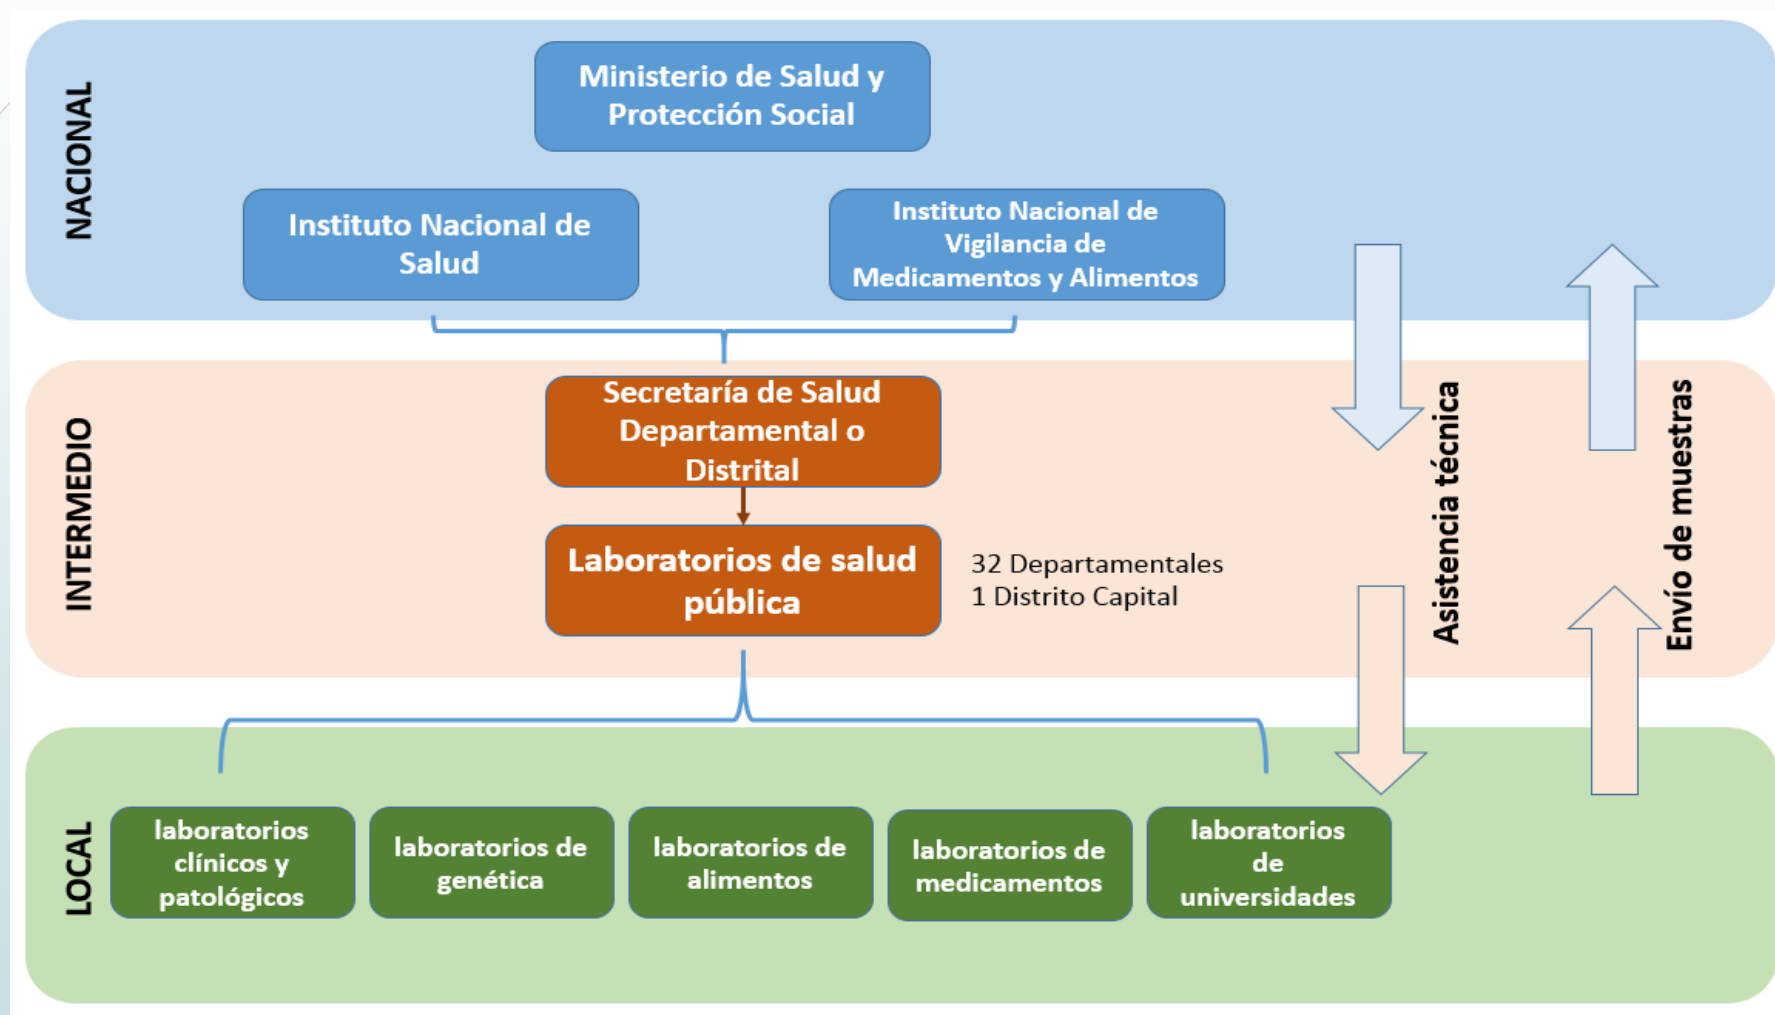 NACIONAL
Ministerio de Salud y
Protección Social
Instituto Nacional de
Salud
Instituto Nacional de
Vigilancia de
Medicamentos y Alimentos
INTERMEDIO
Secretaría de Salud
Departamental o
Distrital
Laboratorios de salud
pública
32 Departamentales
1 Distrito Capital
Asistencia técnica
Envío de muestras
LOCAL
laboratorios
clínicos y
patológicos
laboratorios de
genética
laboratorios de
alimentos
laboratorios de
medicamentos
laboratorios
de
universidades